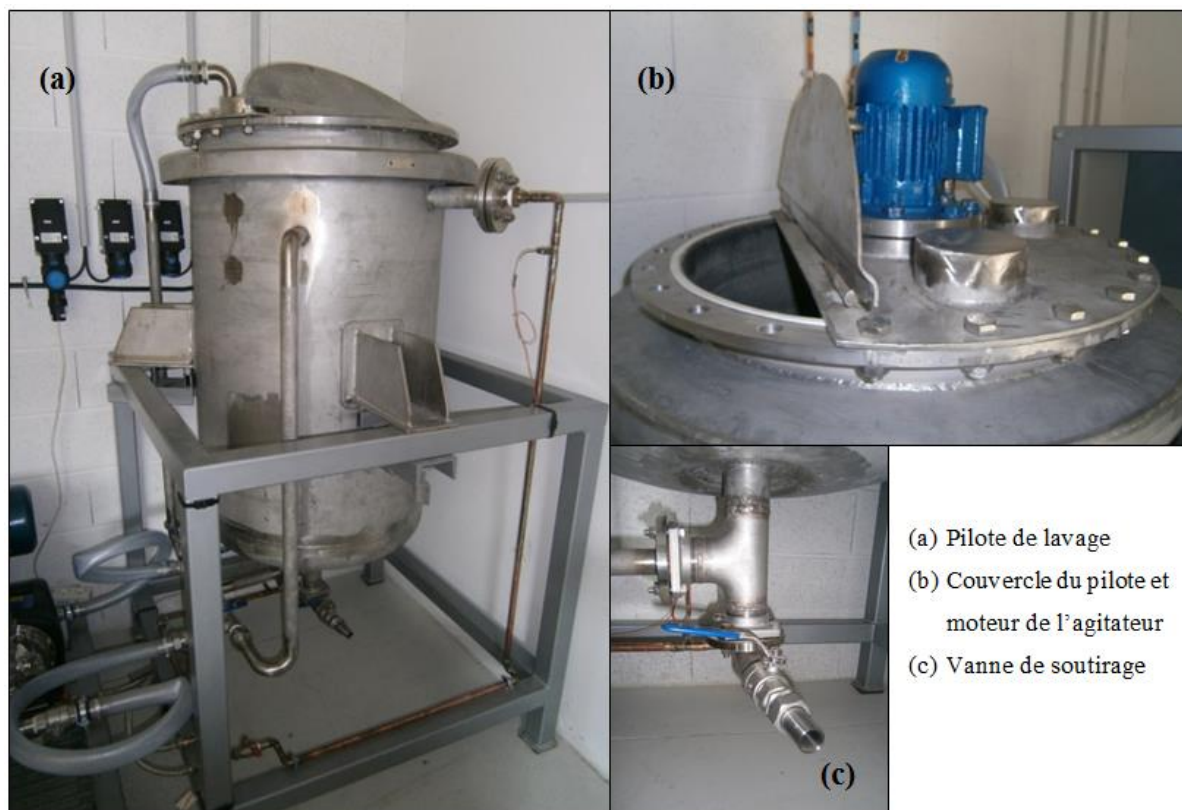 (a)
(b)
(c)
(a) Pilote de lavage
(b) Couvercle du pilote et
moteur de l'agitateur
(c) Vanne de soutirage